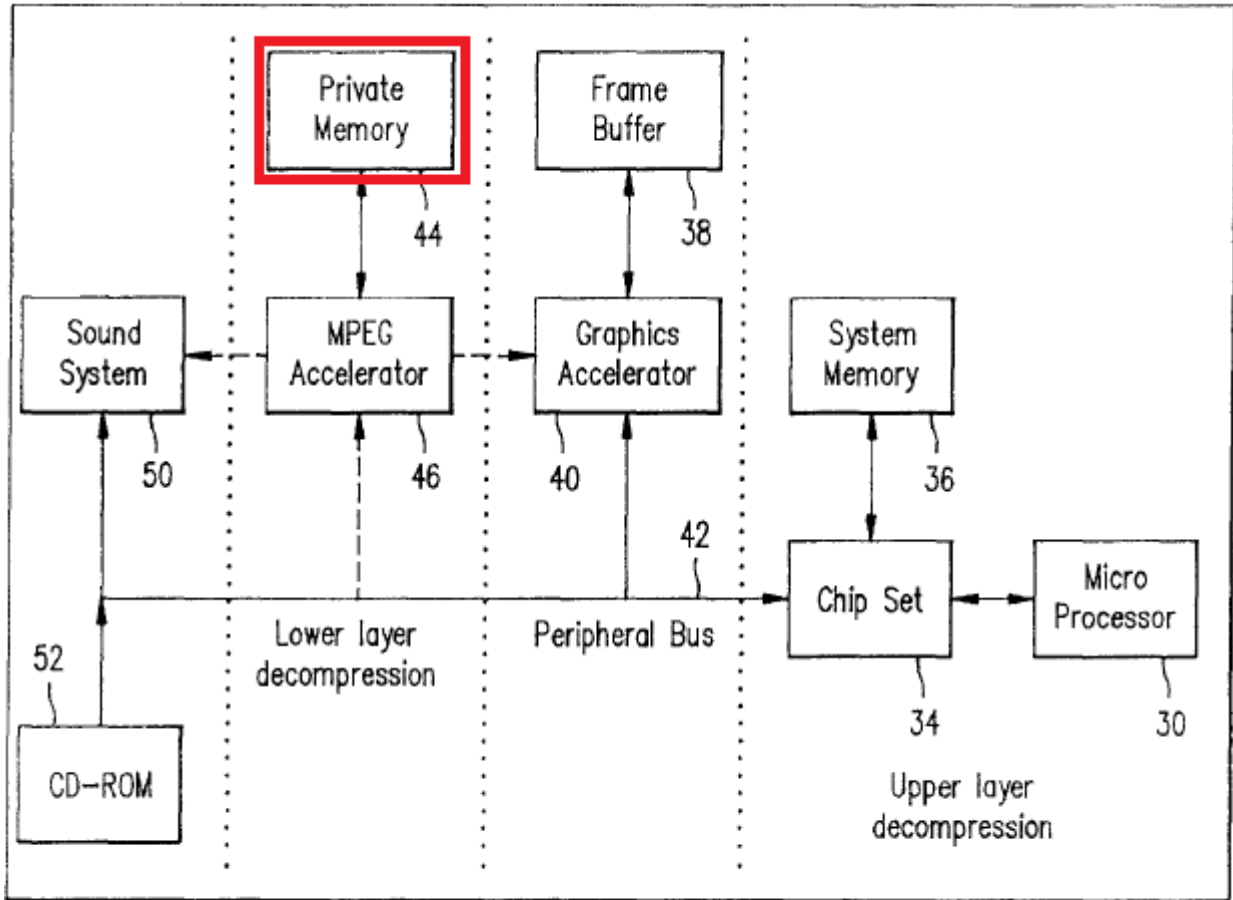 Private
Memory
44
Frame
Buffer
38
Sound
System
50
MPEG
Accelerator
46
Graphics
Accelerator
40
System
Memory
36
42
Chip Set
34
Micro
Processor
30
Lower layer
decompression
Peripheral Bus
52
CD-ROM
Upper layer
decompression